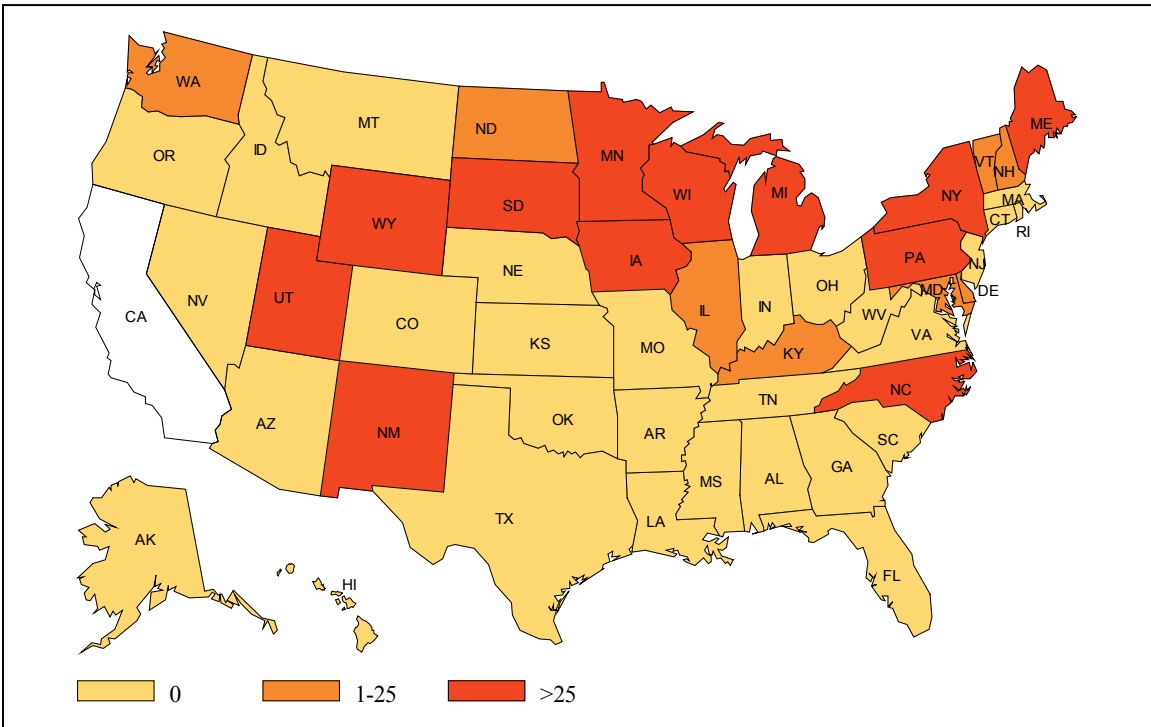 WA
MT
ND
ME
OR
ID
MN
VT
NH
WI
MI
NY
MA
SD
WY
CT
RI
IA
PA
NE
NJ
UT
OH
MD
DE
NV
IL
IN
CA
CO
WV
VA
KS
MO
KY
NC
TN
AZ
NM
OK
AR
SC
GA
MS
AL
TX
LA
AK
FL
HI
0
1-25
>25